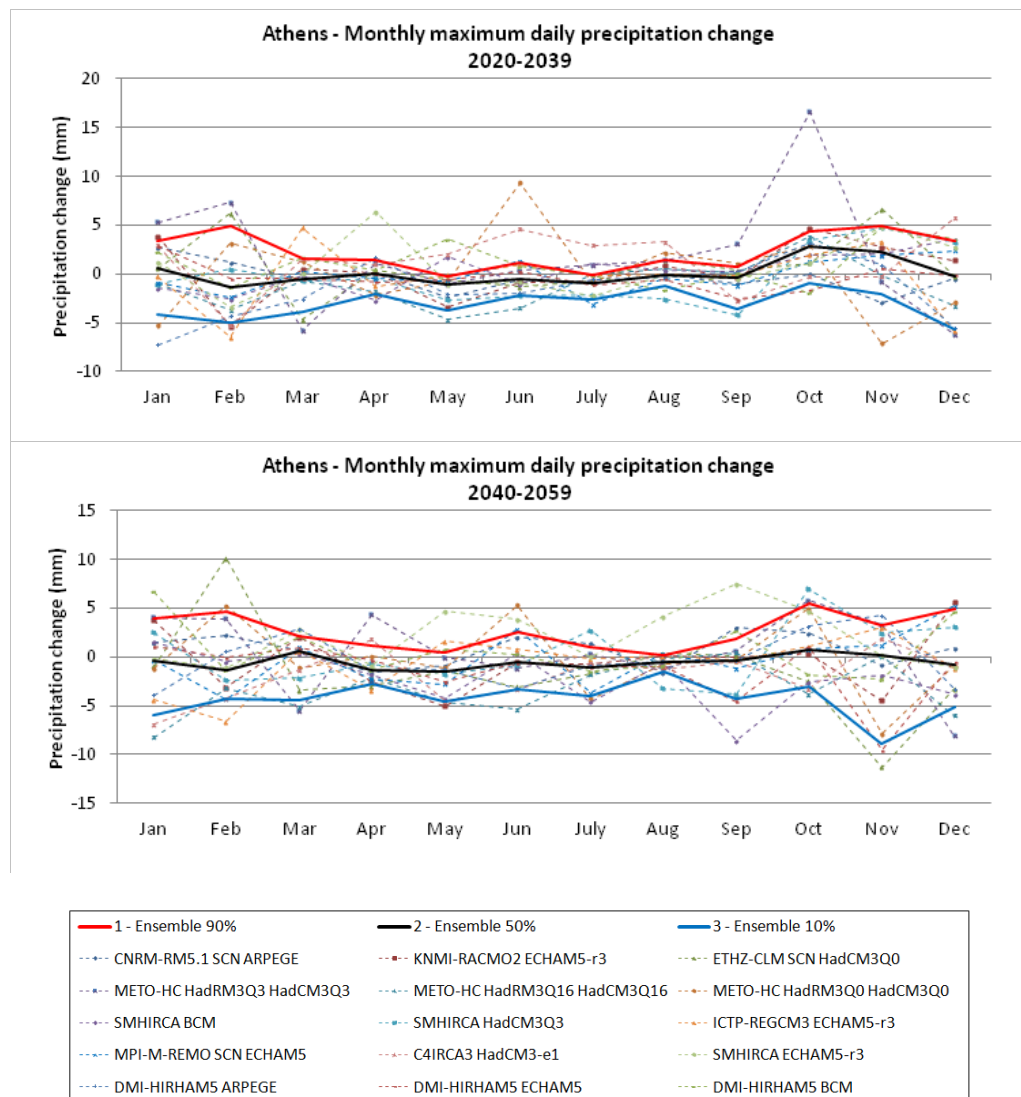 Athens - Monthly maximum daily precipitation change
2020-2039
Precipitation change (mm)
20
15
10
5
0
-5
-10
Jan Feb Mar Apr May Jun July Aug Sep Oct Nov Dec
Athens - Monthly maximum daily precipitation change
2040-2059
Precipitation change (mm)
15
10
5
0
-5
-10
-15
Jan Feb Mar Apr May Jun July Aug Sep Oct Nov Dec
1 - Ensemble 90% 2 - Ensemble 50% 3 - Ensemble 10%
CNRM-RM5.1 SCN ARPEGE KNMI-RACMO2 ECHAM5-r3 ETHZ-CLM SCN HadCM3Q0
METO-HC HadRM3Q3 HadCM3Q3 METO-HC HadRM3Q16 HadCM3Q16 METO-HC HadRM3Q0 HadCM3Q0
SMHIRCA BCM SMHIRCA HadCM3Q3 ICTP-REGCM3 ECHAM5-r3
MPI-M-REMO SCN ECHAM5 C4IRCA3 HadCM3-e1 SMHIRCA ECHAM5-r3
DMI-HIRHAM5 ARPEGE DMI-HIRHAM5 ECHAM5 DMI-HIRHAM5 BCM